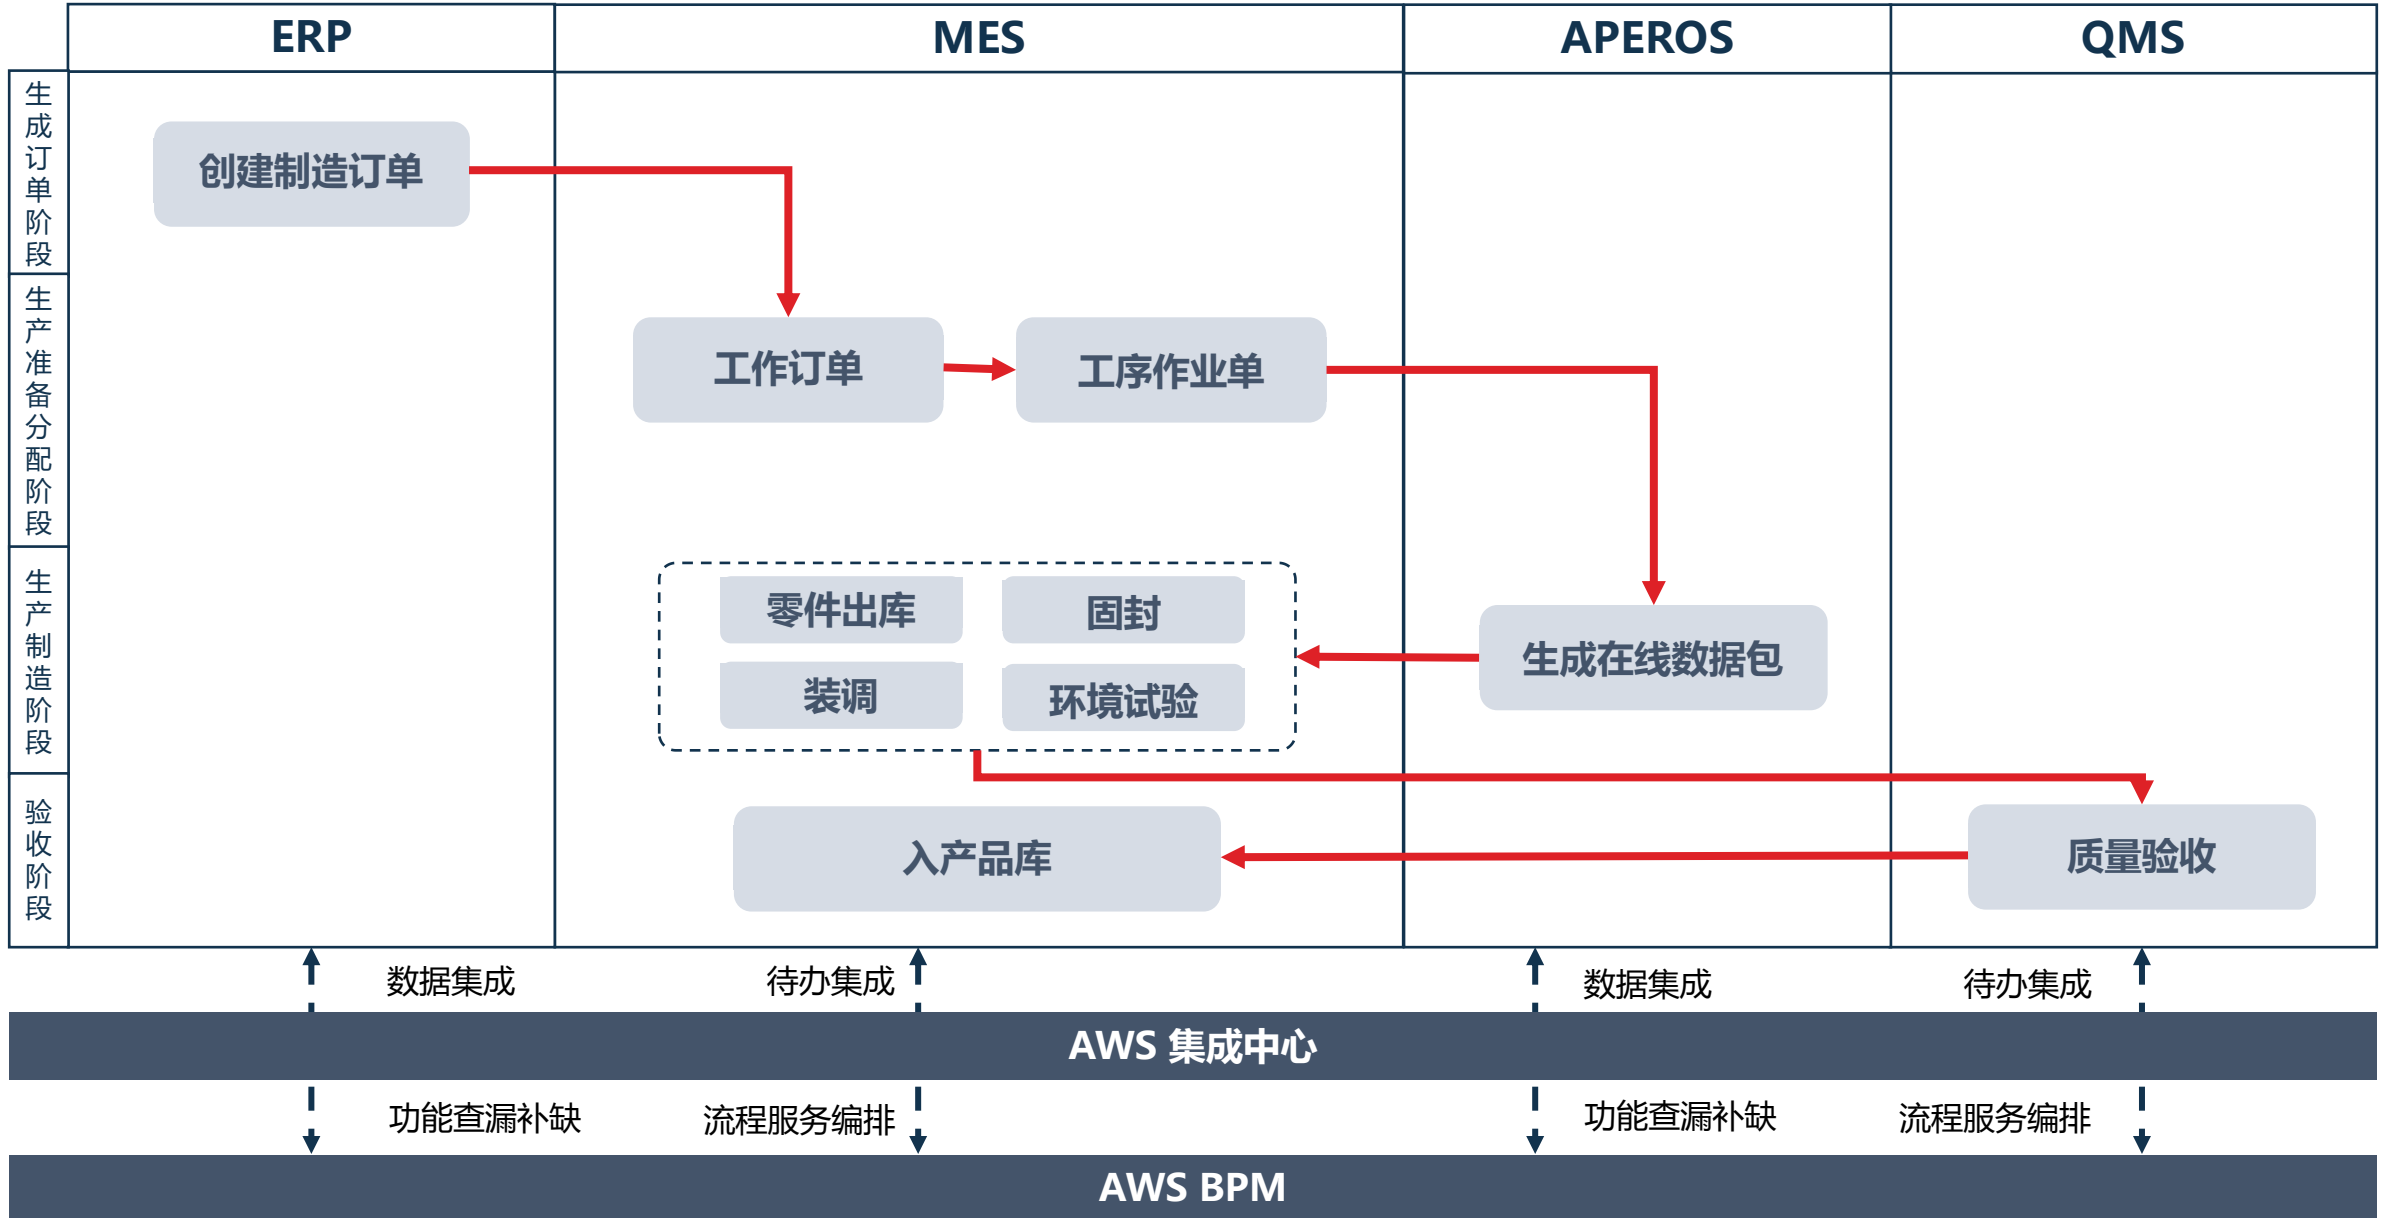 ERP
MES
APEROS
QMS
生成订单阶段
创建制造订单
生产准备分配阶段
工作订单
工序作业单
生产制造阶段
零件出库
固封
装调
环境试验
生成在线数据包
验收阶段
入产品库
质量验收
数据集成
待办集成
数据集成
待办集成
AWS 集成中心
功能查漏补缺
流程服务编排
功能查漏补缺
流程服务编排
AWS BPM